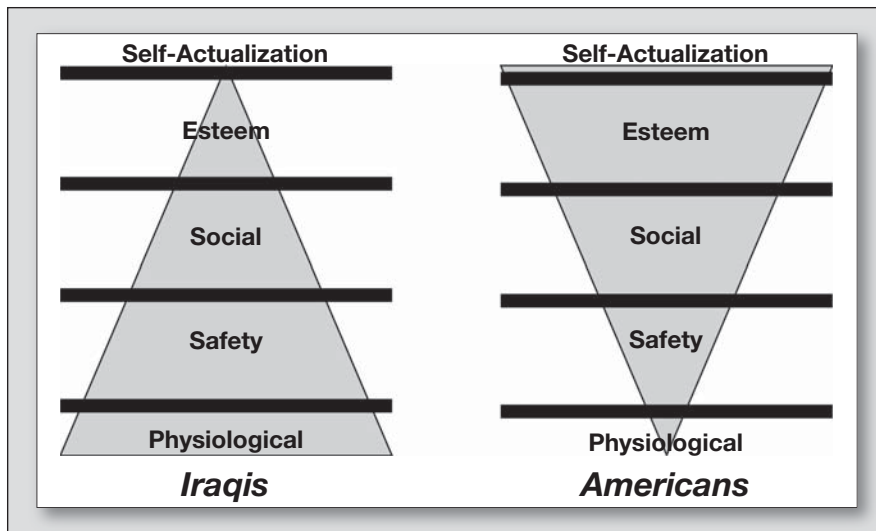 Self-Actualization
Esteem
Social
Safety
Physiological
Iraqis
Self-Actualization
Esteem
Social
Safety
Physiological
Americans